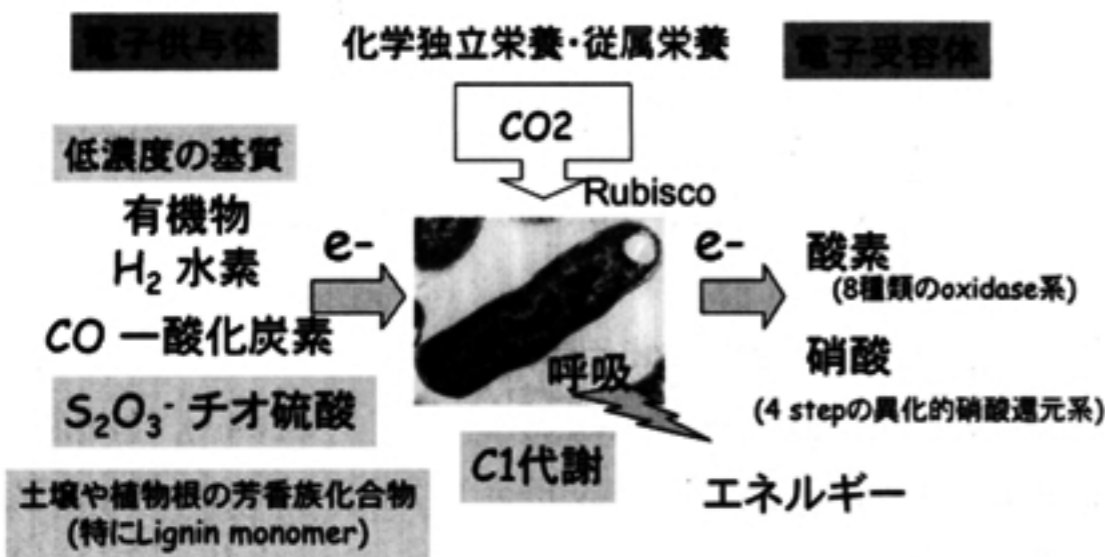 電子供与体
化学独立栄養・従属栄養
電子受容体
CO2
Rubisco
低濃度の基質
有機物
H₂ 水素
CO 一酸化炭素
S₂O₃⁻ チオ硫酸
土壌や植物根の芳香族化合物
(特にLignin monomer)
e-
呼吸
C1代謝
エネルギー
e-
酸素
(8種類のoxidase系)
硝酸
(4 stepの異化的硝酸還元系)